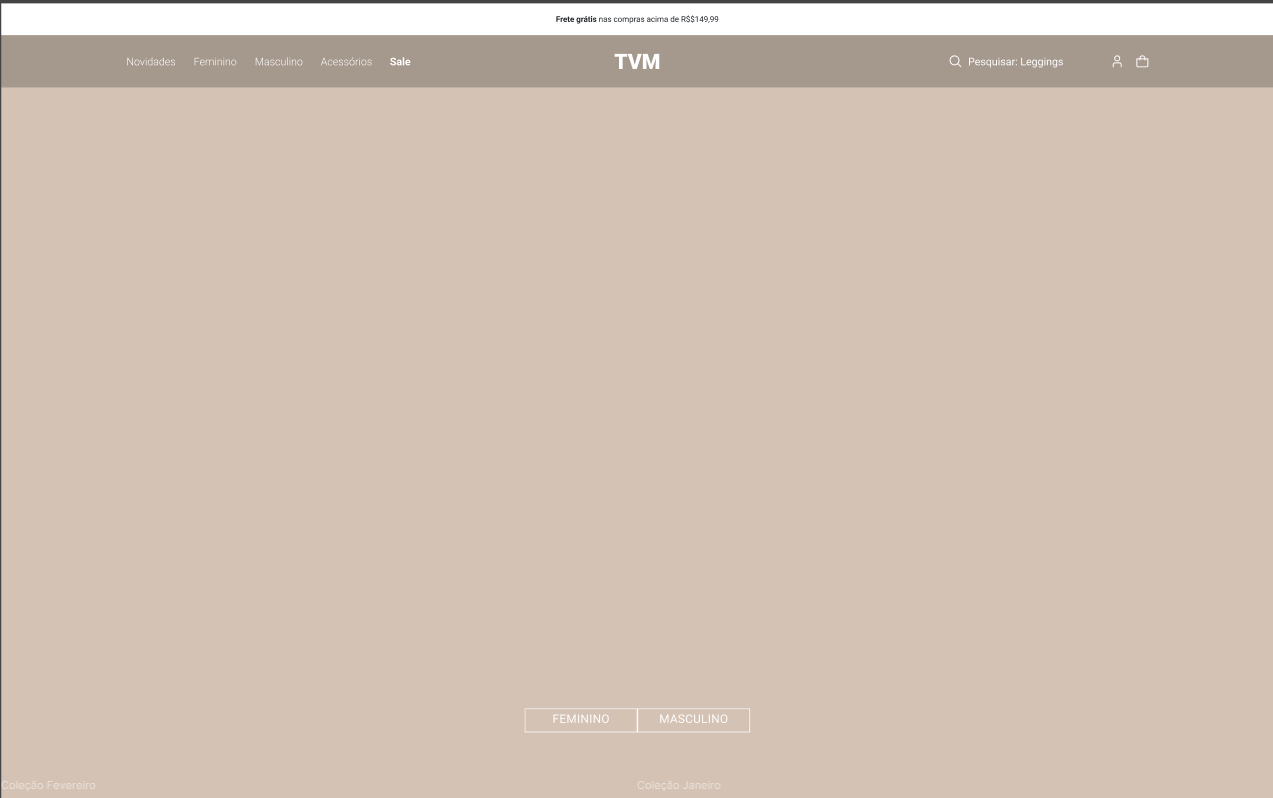 Frete grátis nas compras acima de R$$149,99
Novidades Feminino Masculino Acessórios Sale TVM Pesquisar: Leggings
FEMININO MASCULINO
Coleção Fevereiro Coleção Janeiro